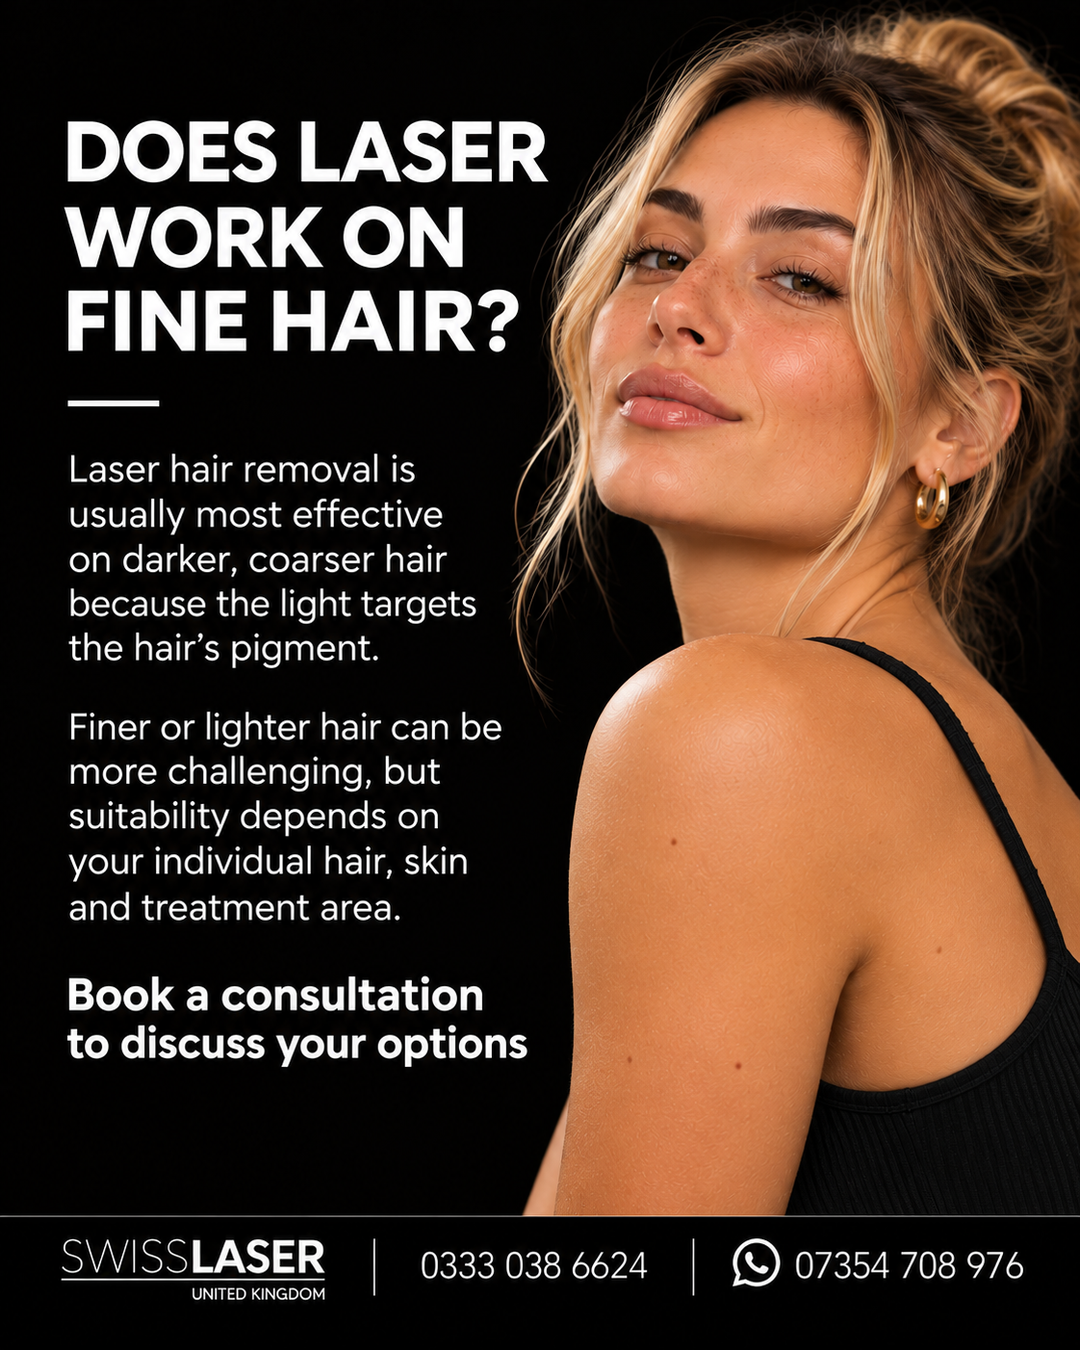 DOES LASER
WORK ON
FINE HAIR?
Laser hair removal is
usually most effective
on darker, coarser hair
because the light targets
the hair’s pigment.
Finer or lighter hair can be
more challenging, but
suitability depends on
your individual hair, skin
and treatment area.
Book a consultation
to discuss your options
SWISSLASER
UNITED KINGDOM
0333 038 6624
07354 708 976